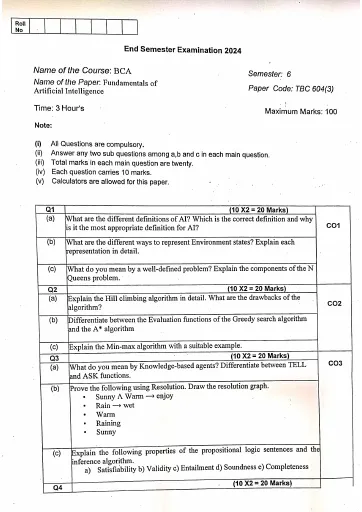 Roll
No
End Semester Examination 2024
Name of the Course: BCA
Semester: 6
Name of the Paper: Fundamentals of
Artificial Intelligence
Paper Code: TBC 604(3)
Time: 3 Hour's
Maximum Marks: 100
Note:
(i) All Questions are compulsory.
(ii) Answer any two sub questions among a,b and c in each main question.
(iii) Total marks in each main question are twenty.
(iv) Each question carries 10 marks.
(v) Calculators are allowed for this paper.
Q1 (10 X2 = 20 Marks)
(a) What are the different definitions of AI? Which is the correct definition and why
is it the most appropriate definition for AI?
CO1
(b) What are the different ways to represent Environment states? Explain each
representation in detail.
(c) What do you mean by a well-defined problem? Explain the components of the N
Queens problem.
Q2 (10 X2 = 20 Marks)
(a) Explain the Hill climbing algorithm in detail. What are the drawbacks of the
algorithm?
CO2
(b) Differentiate between the Evaluation functions of the Greedy search algorithm
and the A* algorithm
(c) Explain the Min-max algorithm with a suitable example.
Q3 (10 X2 = 20 Marks)
(a) What do you mean by Knowledge-based agents? Differentiate between TELL
and ASK functions.
CO3
(b) Prove the following using Resolution. Draw the resolution graph.
• Sunny Λ Warm → enjoy
• Rain → wet
• Warm
• Raining
• Sunny
(c) Explain the following properties of the propositional logic sentences and the
inference algorithm.
a) Satisfiability b) Validity c) Entailment d) Soundness e) Completeness
Q4 (10 X2 = 20 Marks)